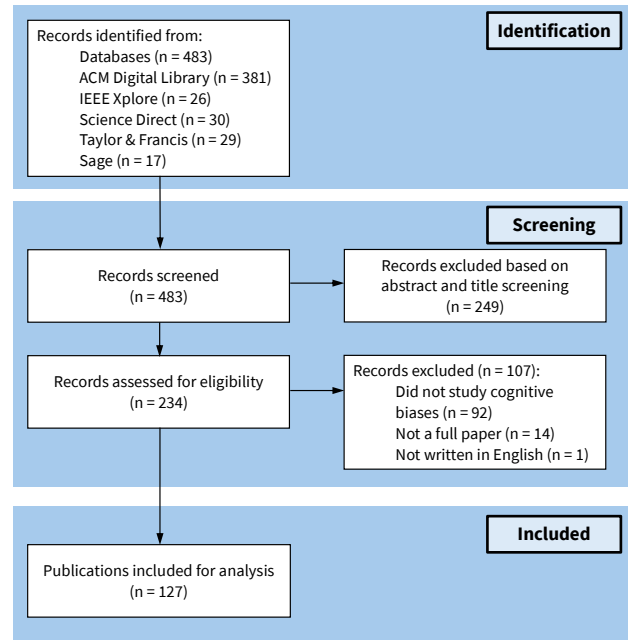 Identification
Records identified from:
Databases (n = 483)
ACM Digital Library (n = 381)
IEEE Xplore (n = 26)
Science Direct (n = 30)
Taylor & Francis (n = 29)
Sage (n = 17)
Screening
Records screened
(n = 483)
Records excluded based on
abstract and title screening
(n = 249)
Records assessed for eligibility
(n = 234)
Records excluded (n = 107):
Did not study cognitive
biases (n = 92)
Not a full paper (n = 14)
Not written in English (n = 1)
Included
Publications included for analysis
(n = 127)